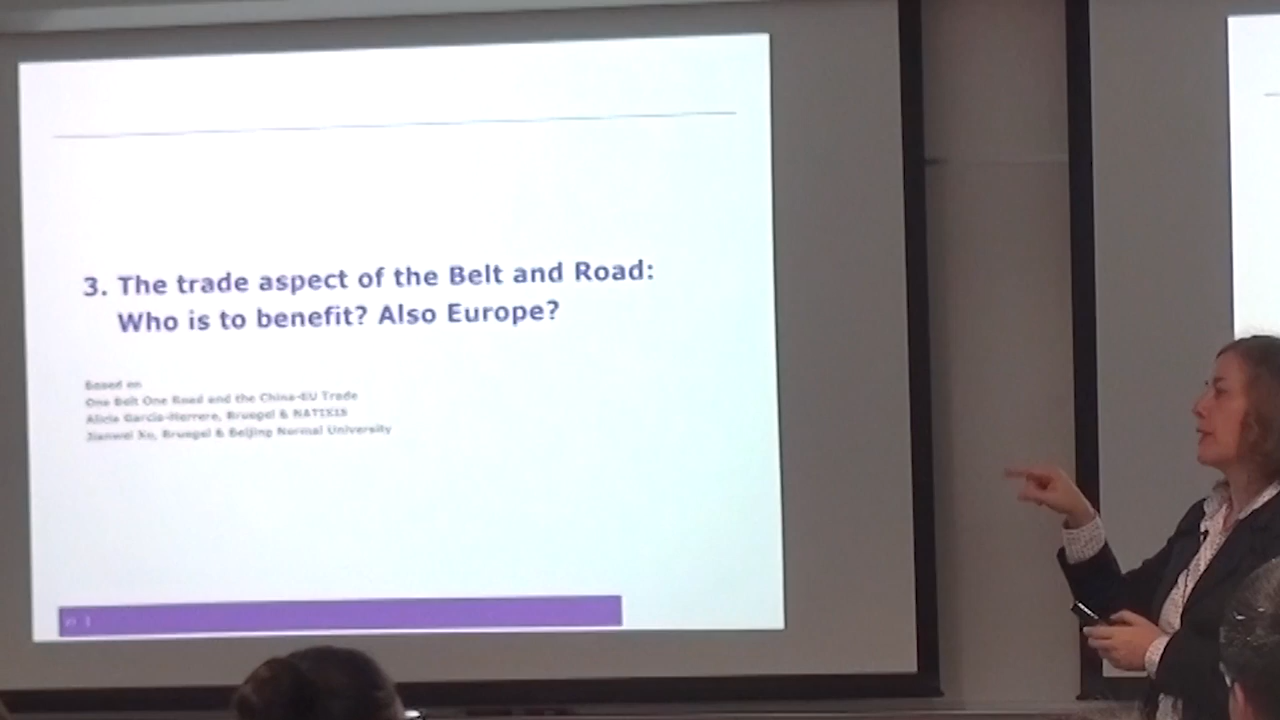 3. The trade aspect of the Belt and Road:
Who is to benefit? Also Europe?
Based on
One Belt One Road and the China-EU Trade
Alicia Garcia-Herrero, Bruegel & NATIXIS
Jianwei Xu, Bruegel & Beijing Normal University